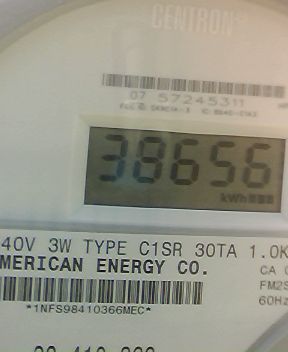 CENTRON®
07 57245311
38656
kWh
40V 3W TYPE C1SR 30TA 1.0K
MERICAN ENERGY CO.
CA
FM2S
60Hz
*1NFS98410366MEC*